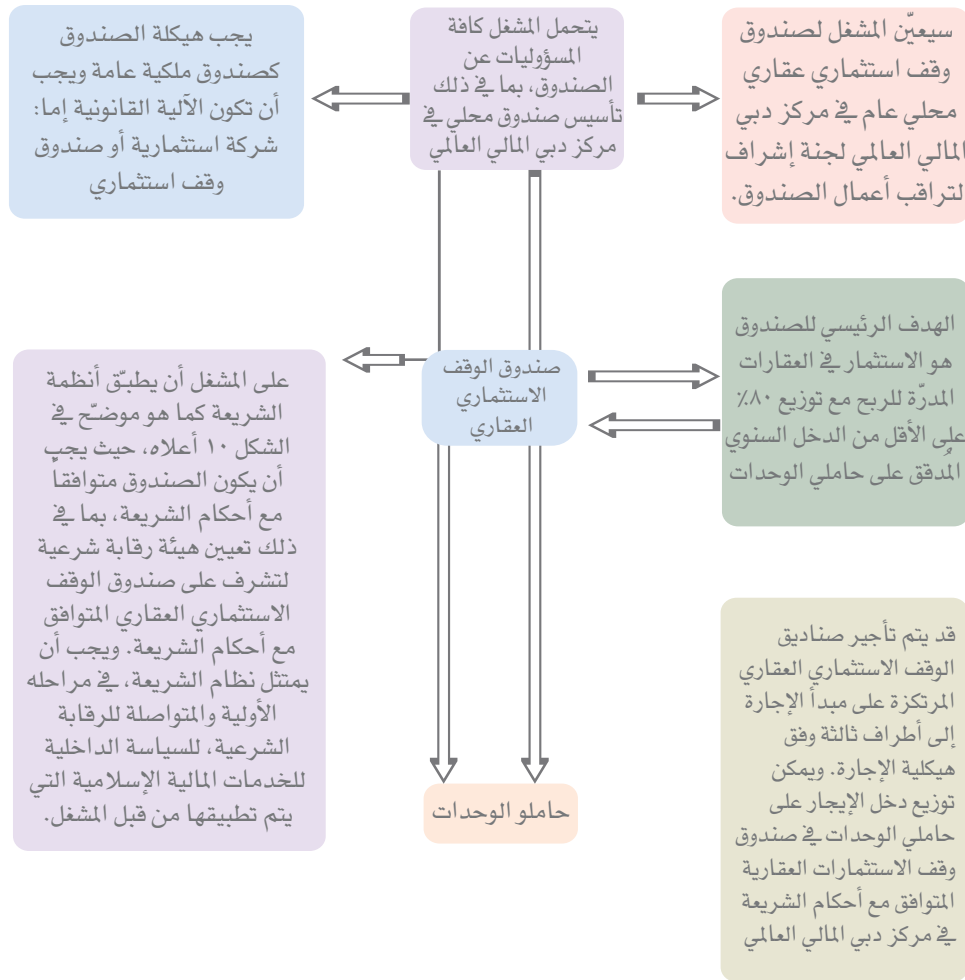 سيعيّن المشغل لصندوق
وقف استثماري عقاري
محلي عام في مركز دبي
المالي العالمي لجنة إشراف
لتراقب أعمال الصندوق.
يتحمل المشغل كافة
المسؤوليات عن
الصندوق، بما في ذلك
تأسيس صندوق محلي في
مركز دبي المالي العالمي
يجب هيكلة الصندوق
كصندوق ملكية عامة ويجب
أن تكون الآلية القانونية إما:
شركة استثمارية أو صندوق
وقف استثماري
الهدف الرئيسي للصندوق
هو الاستثمار في العقارات
المدرّة للربح مع توزيع ٨٠٪
على الأقل من الدخل السنوي
المُدقق على حاملي الوحدات
صندوق الوقف
الاستثماري
العقاري
على المشغل أن يطبّق أنظمة
الشريعة كما هو موضّح في
الشكل ١٠ أعلاه، حيث يجب
أن يكون الصندوق متوافقاً
مع أحكام الشريعة، بما في
ذلك تعيين هيئة رقابة شرعية
لتشرف على صندوق الوقف
الاستثماري العقاري المتوافق
مع أحكام الشريعة. ويجب أن
يمتثل نظام الشريعة، في مراحله
الأولية والمتواصلة للرقابة
الشرعية، للسياسة الداخلية
للخدمات المالية الإسلامية التي
يتم تطبيقها من قبل المشغل.
قد يتم تأجير صناديق
الوقف الاستثماري العقاري
المرتكزة على مبدأ الإجارة
إلى أطراف ثالثة وفق
هيكلية الإجارة. ويمكن
توزيع دخل الإيجار على
حاملي الوحدات في صندوق
وقف الاستثمارات العقارية
المتوافق مع أحكام الشريعة
في مركز دبي المالي العالمي
حاملو الوحدات